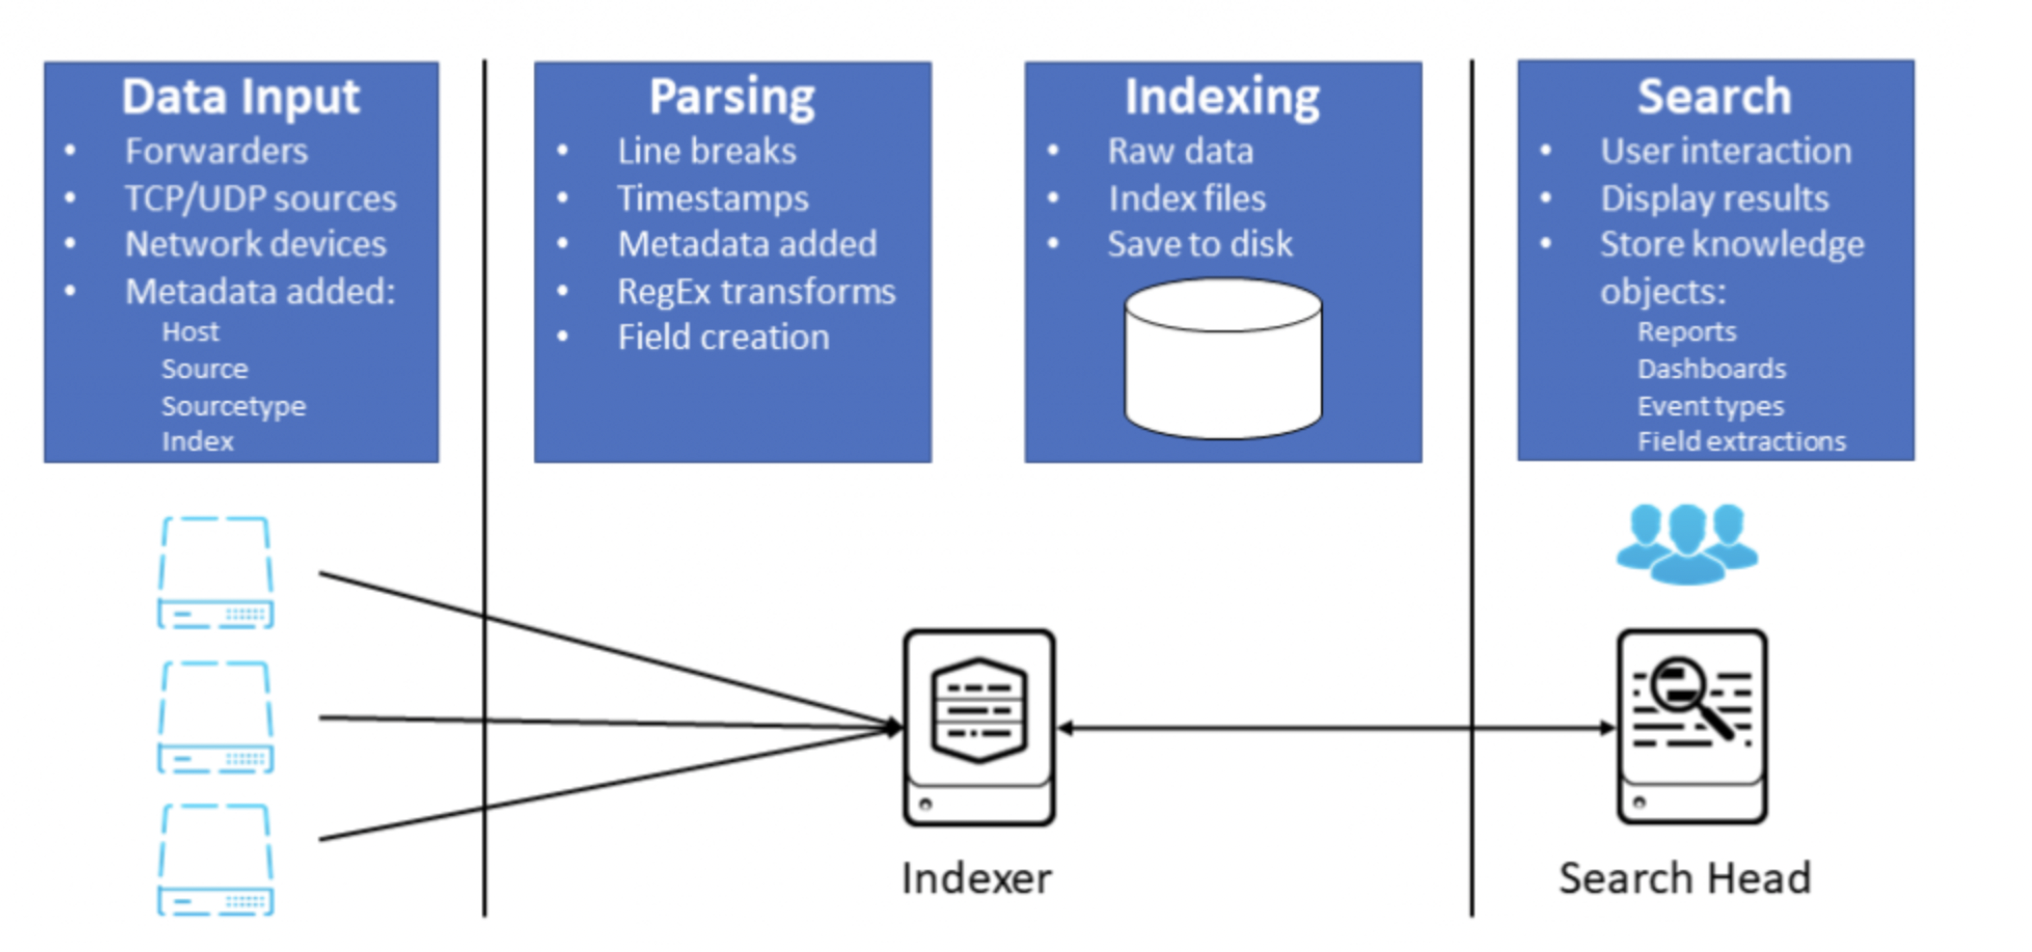 Data Input
• Forwarders
• TCP/UDP sources
• Network devices
• Metadata added:
Host
Source
Sourcetype
Index
Parsing
• Line breaks
• Timestamps
• Metadata added
• RegEx transforms
• Field creation
Indexing
• Raw data
• Index files
• Save to disk
Search
• User interaction
• Display results
• Store knowledge
objects:
Reports
Dashboards
Event types
Field extractions
Indexer
Search Head